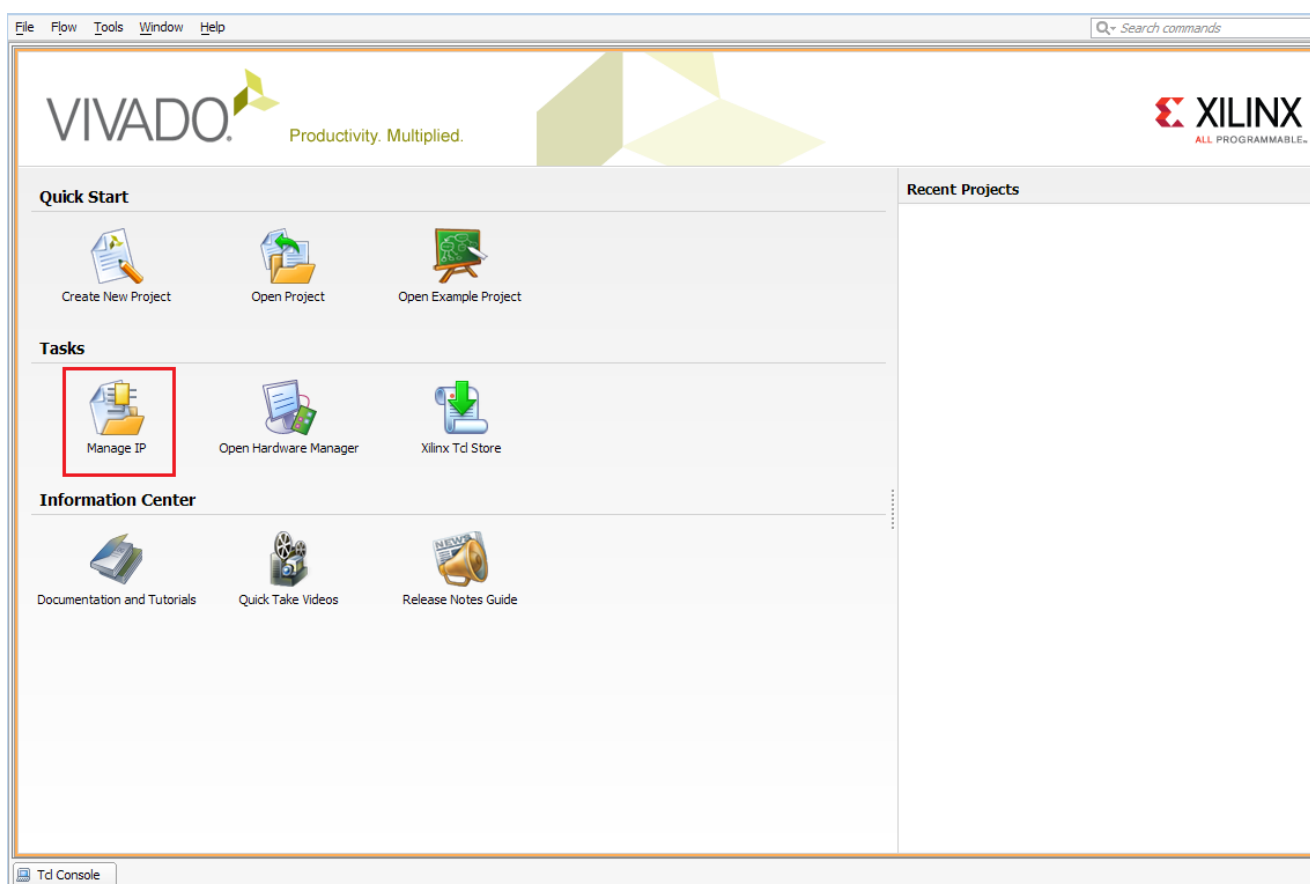 File Flow Tools Window Help
Search commands
VIVADO.
Productivity. Multiplied.
XILINX
ALL PROGRAMMABLE™
Quick Start
Recent Projects
Create New Project
Open Project
Open Example Project
Tasks
Manage IP
Open Hardware Manager
Xilinx Tcl Store
Information Center
NEWS
Documentation and Tutorials
Quick Take Videos
Release Notes Guide
Tcl Console